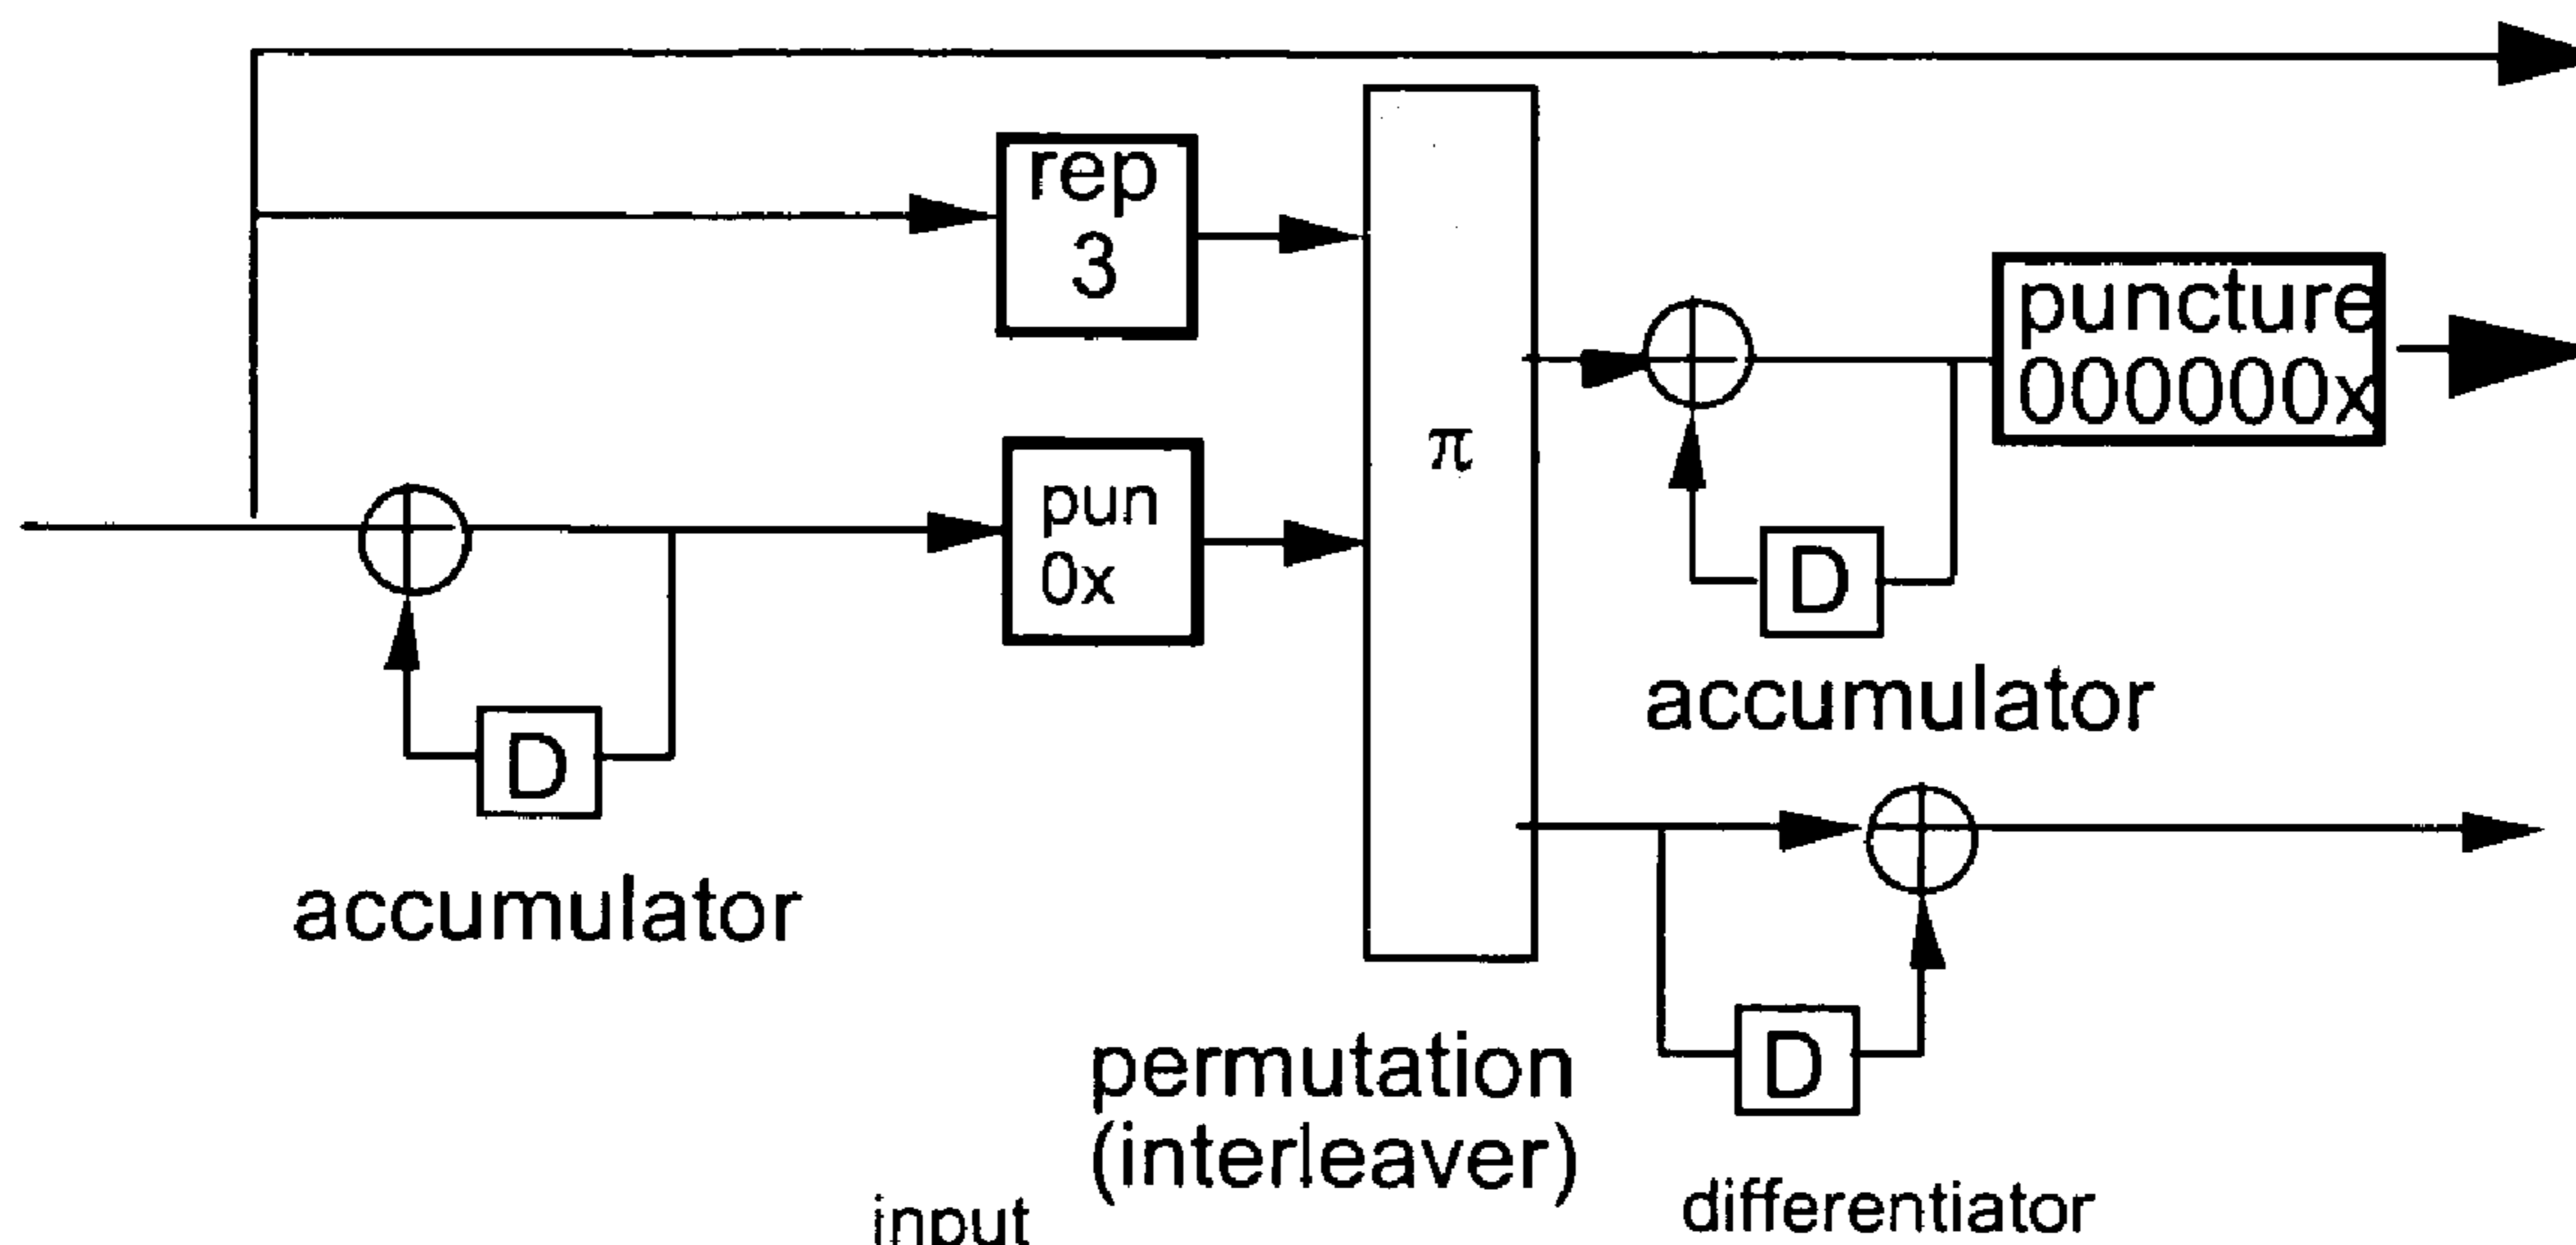 rep
3
puncture
000000x
π
pun
0x
D
accumulator
D
accumulator
D
permutation
(interleaver)
differentiator
input